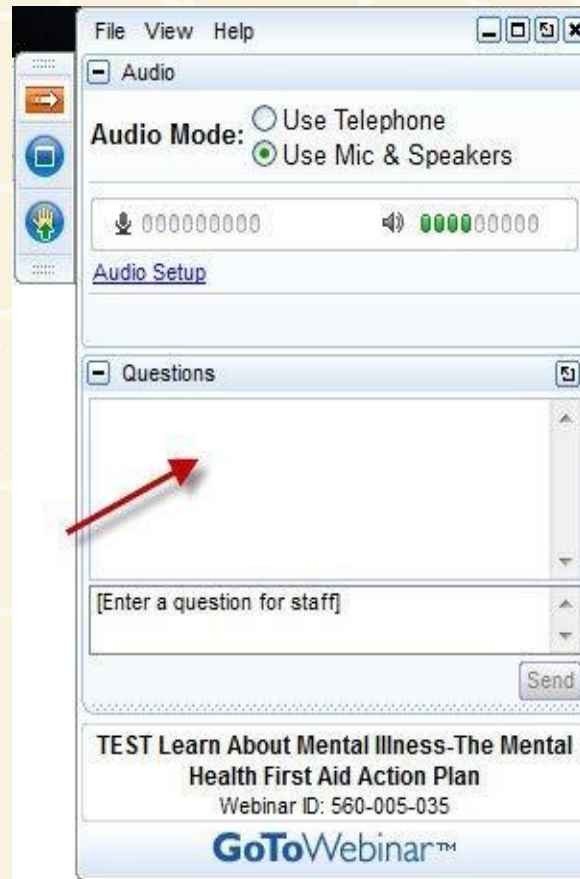 File View Help
Audio
Audio Mode: Use Telephone
Use Mic & Speakers
Audio Setup
Questions
[Enter a question for staff]
Send
TEST Learn About Mental Illness-The Mental
Health First Aid Action Plan
Webinar ID: 560-005-035
GoToWebinar™